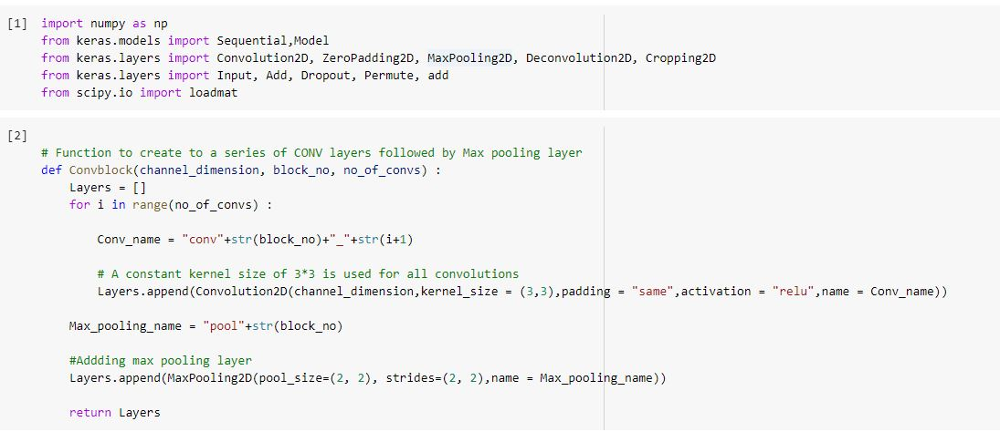 [1] import numpy as np
from keras.models import Sequential,Model
from keras.layers import Convolution2D, ZeroPadding2D, MaxPooling2D, Deconvolution2D, Cropping2D
from keras.layers import Input, Add, Dropout, Permute, add
from scipy.io import loadmat
[2]
# Function to create to a series of CONV layers followed by Max pooling layer
def Convblock(channel_dimension, block_no, no_of_convs) :
    Layers = []
    for i in range(no_of_convs) :
        Conv_name = "conv"+str(block_no)+"_"+str(i+1)
        # A constant kernel size of 3*3 is used for all convolutions
        Layers.append(Convolution2D(channel_dimension,kernel_size = (3,3),padding = "same",activation = "relu",name = Conv_name))
    Max_pooling_name = "pool"+str(block_no)
    #Addding max pooling layer
    Layers.append(MaxPooling2D(pool_size=(2, 2), strides=(2, 2),name = Max_pooling_name))
    return Layers